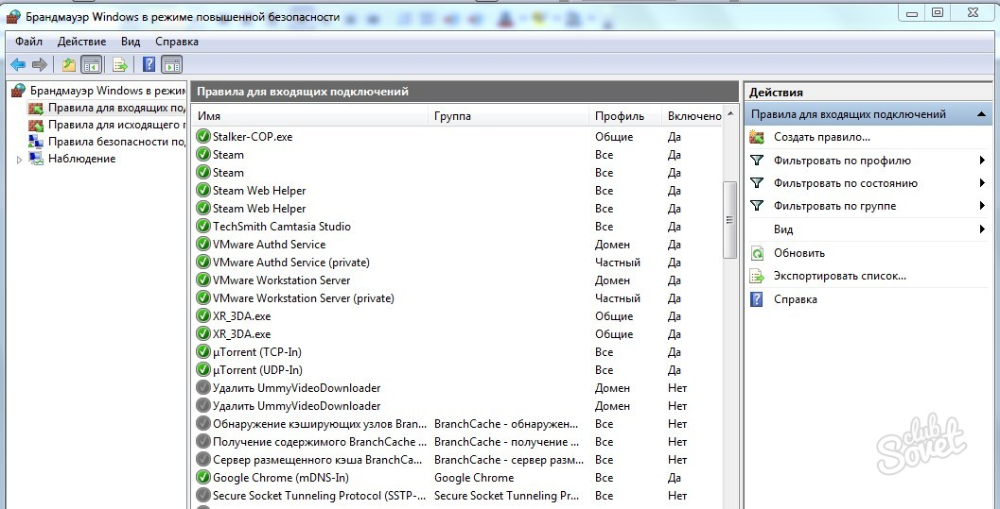 Брандмауэр Windows в режиме повышенной безопасности
Файл Действие Вид Справка
Брандмауэр Windows в режи
Правила для входящих под
Правила для исходящего п
Правила безопасности по
Наблюдение
Правила для входящих подключений
Имя Группа Профиль Включено
Stalker-COP.exe Общие Да
Steam Все Да
Steam Все Да
Steam Web Helper Все Да
Steam Web Helper Все Да
TechSmith Camtasia Studio Все Да
VMware Authd Service Домен Да
VMware Authd Service (private) Частный Да
VMware Workstation Server Домен Да
VMware Workstation Server (private) Частный Да
XR_3DA.exe Общие Да
XR_3DA.exe Общие Да
µTorrent (TCP-In) Все Да
µTorrent (UDP-In) Все Да
Удалить UmmyVideoDownloader Домен Нет
Удалить UmmyVideoDownloader Домен Нет
Обнаружение кэширующих узлов Bran... BranchCache - обнаружен... Все Нет
Получение содержимого BranchCache ... BranchCache - получение ... Все Нет
Сервер размещенного кэша BranchCa... BranchCache - сервер разм... Все Нет
Google Chrome (mDNS-In) Google Chrome Все Да
Secure Socket Tunneling Protocol (SSTP-... Secure Socket Tunneling Pr... Все Нет
Действия
Правила для входящих подключений
Создать правило...
Фильтровать по профилю
Фильтровать по состоянию
Фильтровать по группе
Вид
Обновить
Экспортировать список...
Справка
club
Sovet